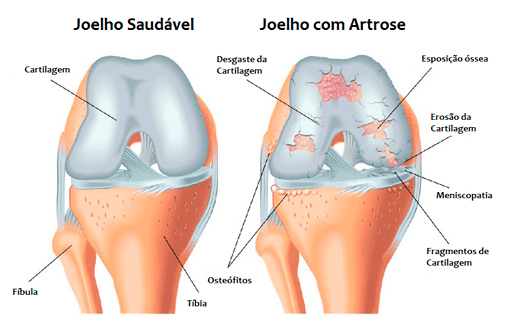 Joelho Saudável
Joelho com Artrose
Cartilagem
Desgaste da
Cartilagem
Exposição óssea
Erosão da
Cartilagem
Meniscopatia
Fragmentos de
Cartilagem
Osteófitos
Fíbula
Tíbia